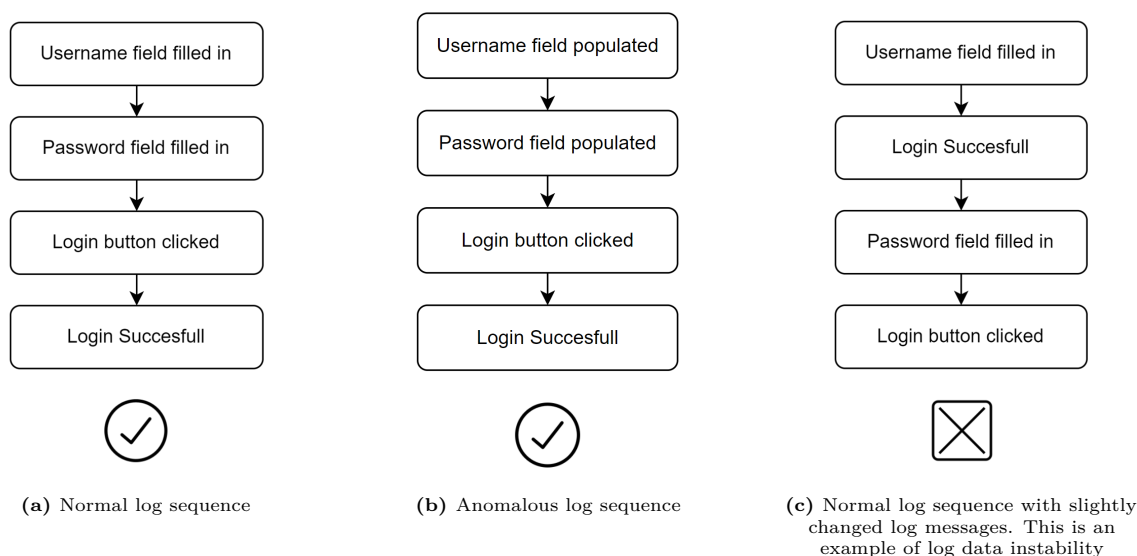 Username field filled in
Password field filled in
Login button clicked
Login Succesfull
(a) Normal log sequence
Username field populated
Password field populated
Login button clicked
Login Succesfull
(b) Anomalous log sequence
Username field filled in
Login Succesfull
Password field filled in
Login button clicked
(c) Normal log sequence with slightly
changed log messages. This is an
example of log data instability